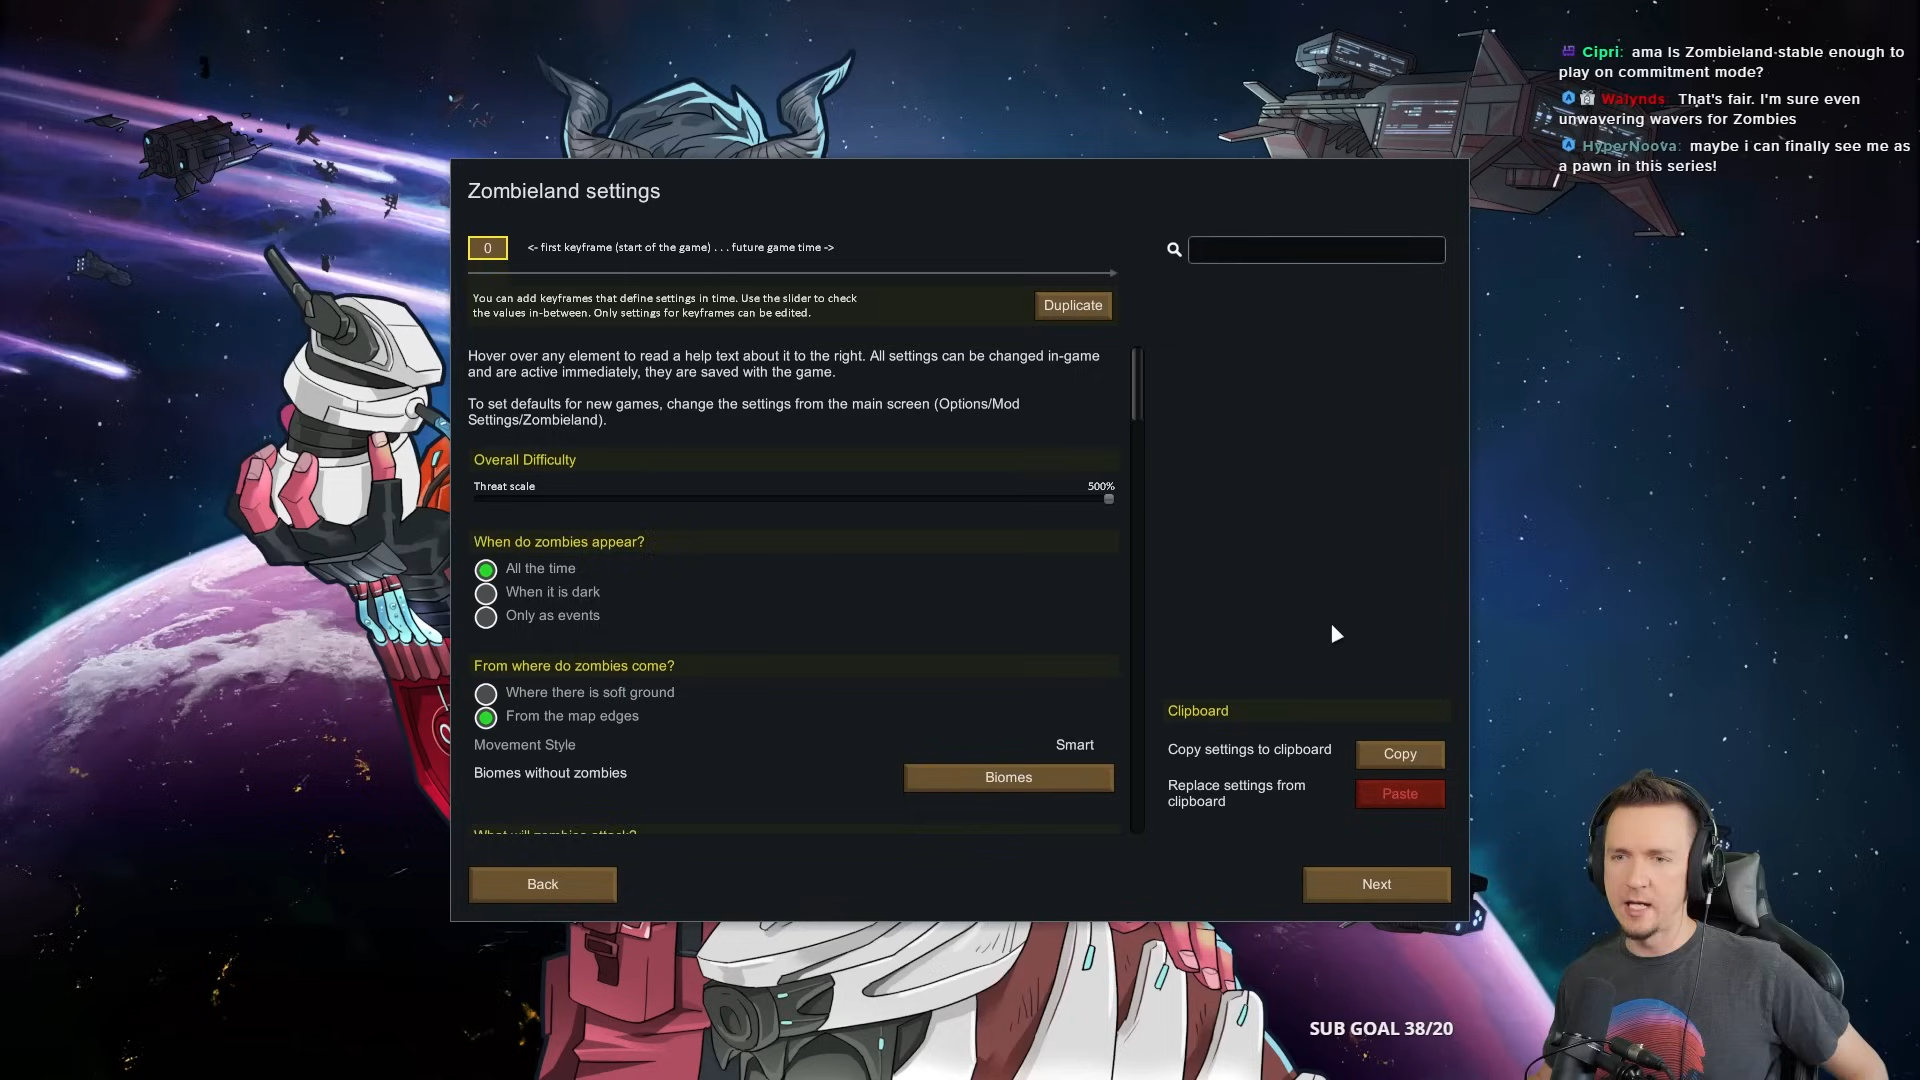 Cipri: ama Is Zombieland stable enough to
play on commitment mode?
Walynds: That's fair. I'm sure even
unwavering wavers for Zombies
HyperNoova: maybe i can finally see me as
a pawn in this series!
Zombieland settings
0
<- first keyframe (start of the game) . . . future game time ->
You can add keyframes that define settings in time. Use the slider to check
the values in-between. Only settings for keyframes can be edited.
Duplicate
Hover over any element to read a help text about it to the right. All settings can be changed in-game
and are active immediately, they are saved with the game.
To set defaults for new games, change the settings from the main screen (Options/Mod
Settings/Zombieland).
Overall Difficulty
Threat scale
500%
When do zombies appear?
All the time
When it is dark
Only as events
From where do zombies come?
Where there is soft ground
From the map edges
Movement Style
Smart
Biomes without zombies
Biomes
What will zombies attack?
Clipboard
Copy settings to clipboard
Copy
Replace settings from
clipboard
Paste
Back
Next
SUB GOAL 38/20